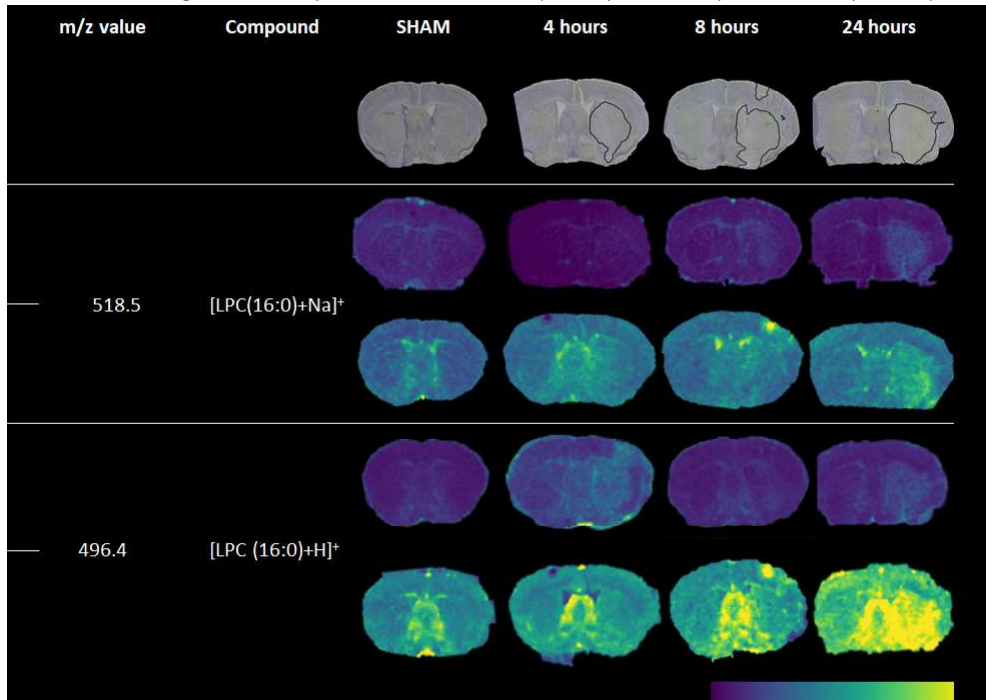 m/z value Compound SHAM 4 hours 8 hours 24 hours
518.5 [LPC(16:0)+Na]⁺
496.4 [LPC (16:0)+H]⁺